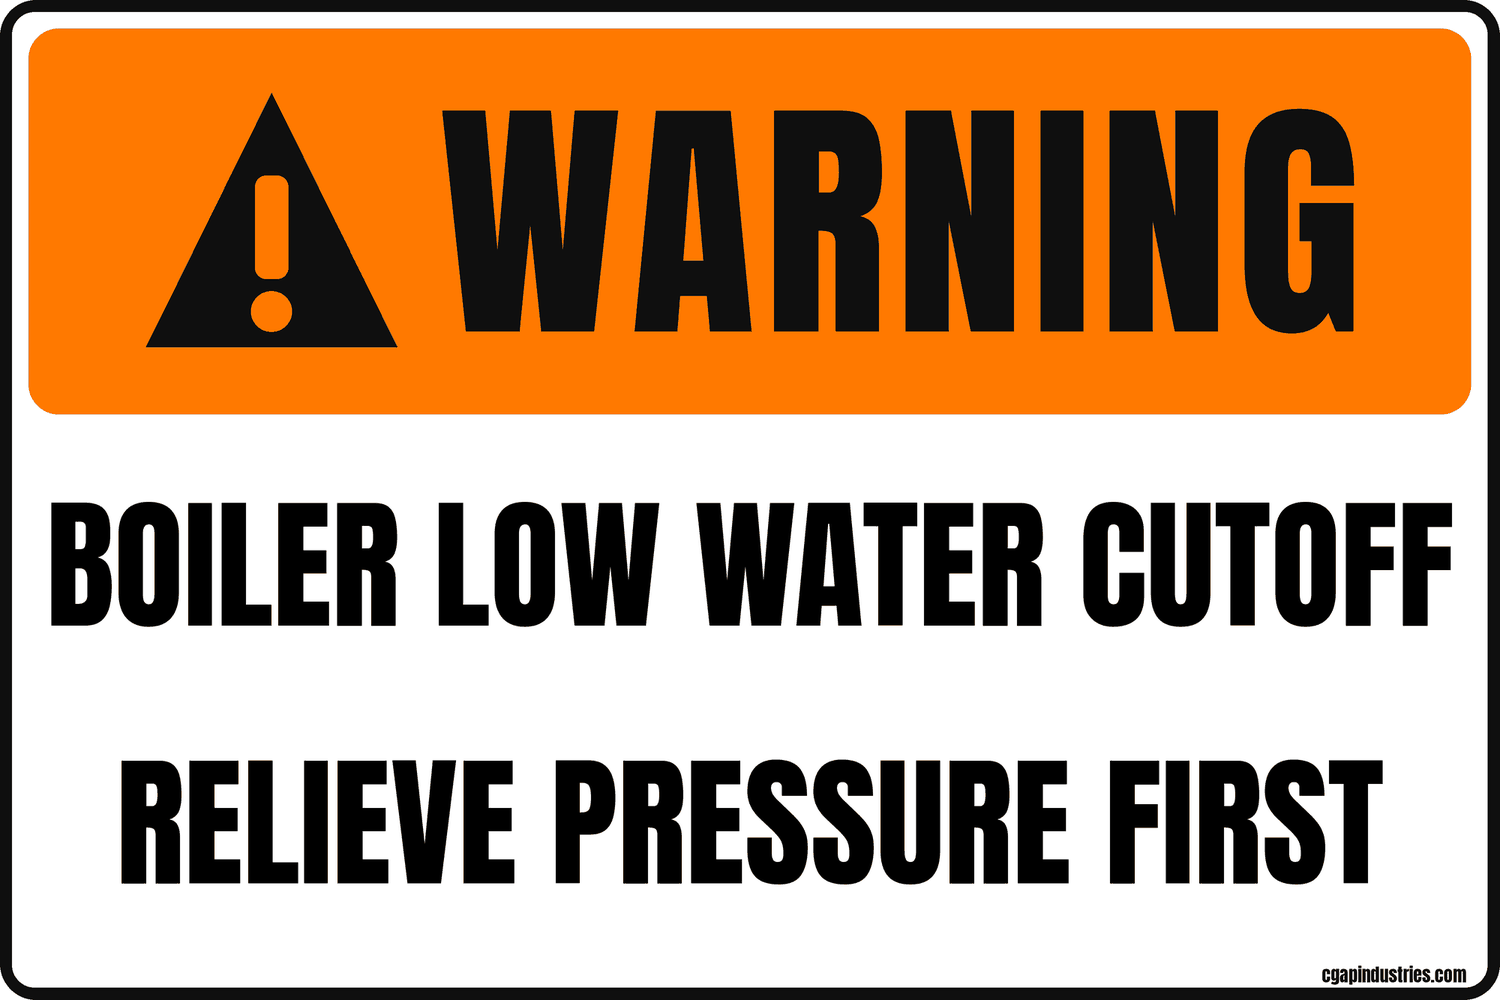 WARNING
BOILER LOW WATER CUTOFF
RELIEVE PRESSURE FIRST
cgapindustries.com